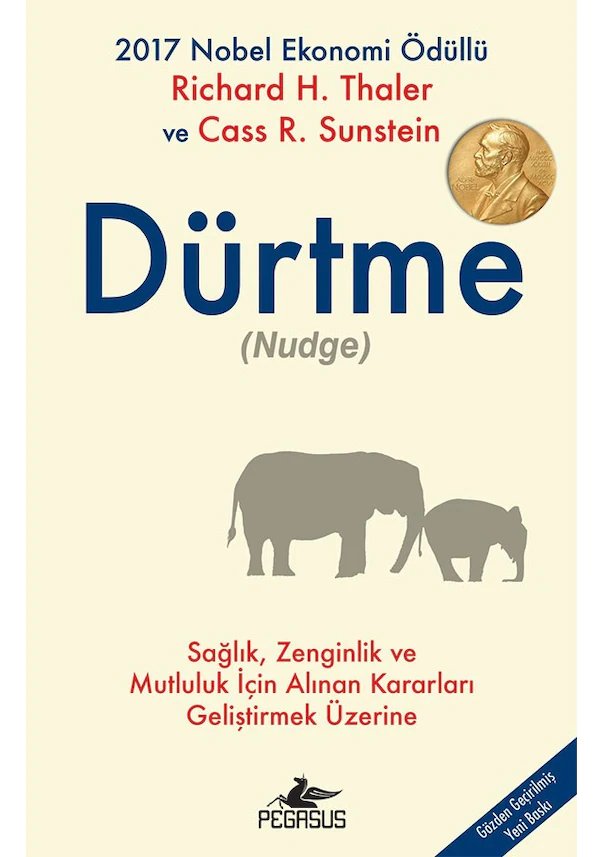 2017 Nobel Ekonomi Ödüllü
Richard H. Thaler
ve Cass R. Sunstein
Dürtme
(Nudge)
Sağlık, Zenginlik ve
Mutluluk İçin Alınan Kararları
Geliştirmek Üzerine
PEGASUS
Gözden Geçirilmiş
Yeni Baskı